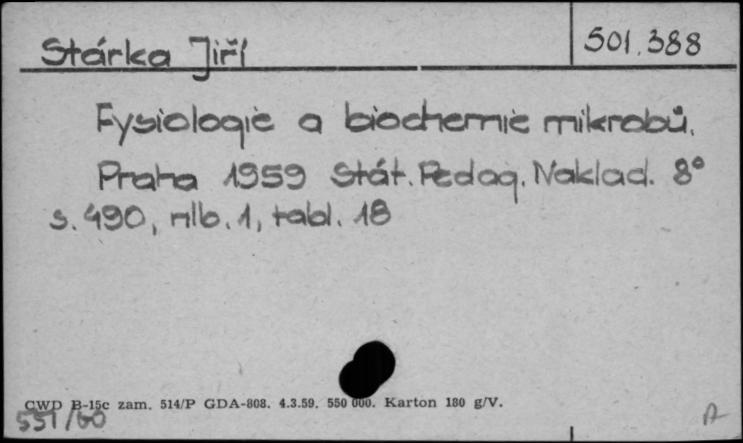 Stárka Jiří 501.388
Fysiologie a biochemie mikrobů.
Praha 1959 Stát. Pedag. Naklad. 8°
s. 490, nlb. 1, tabl. 18
CWD B-15c zam. 514/P GDA-808. 4.3.59. 550 000. Karton 180 g/V.
551/60